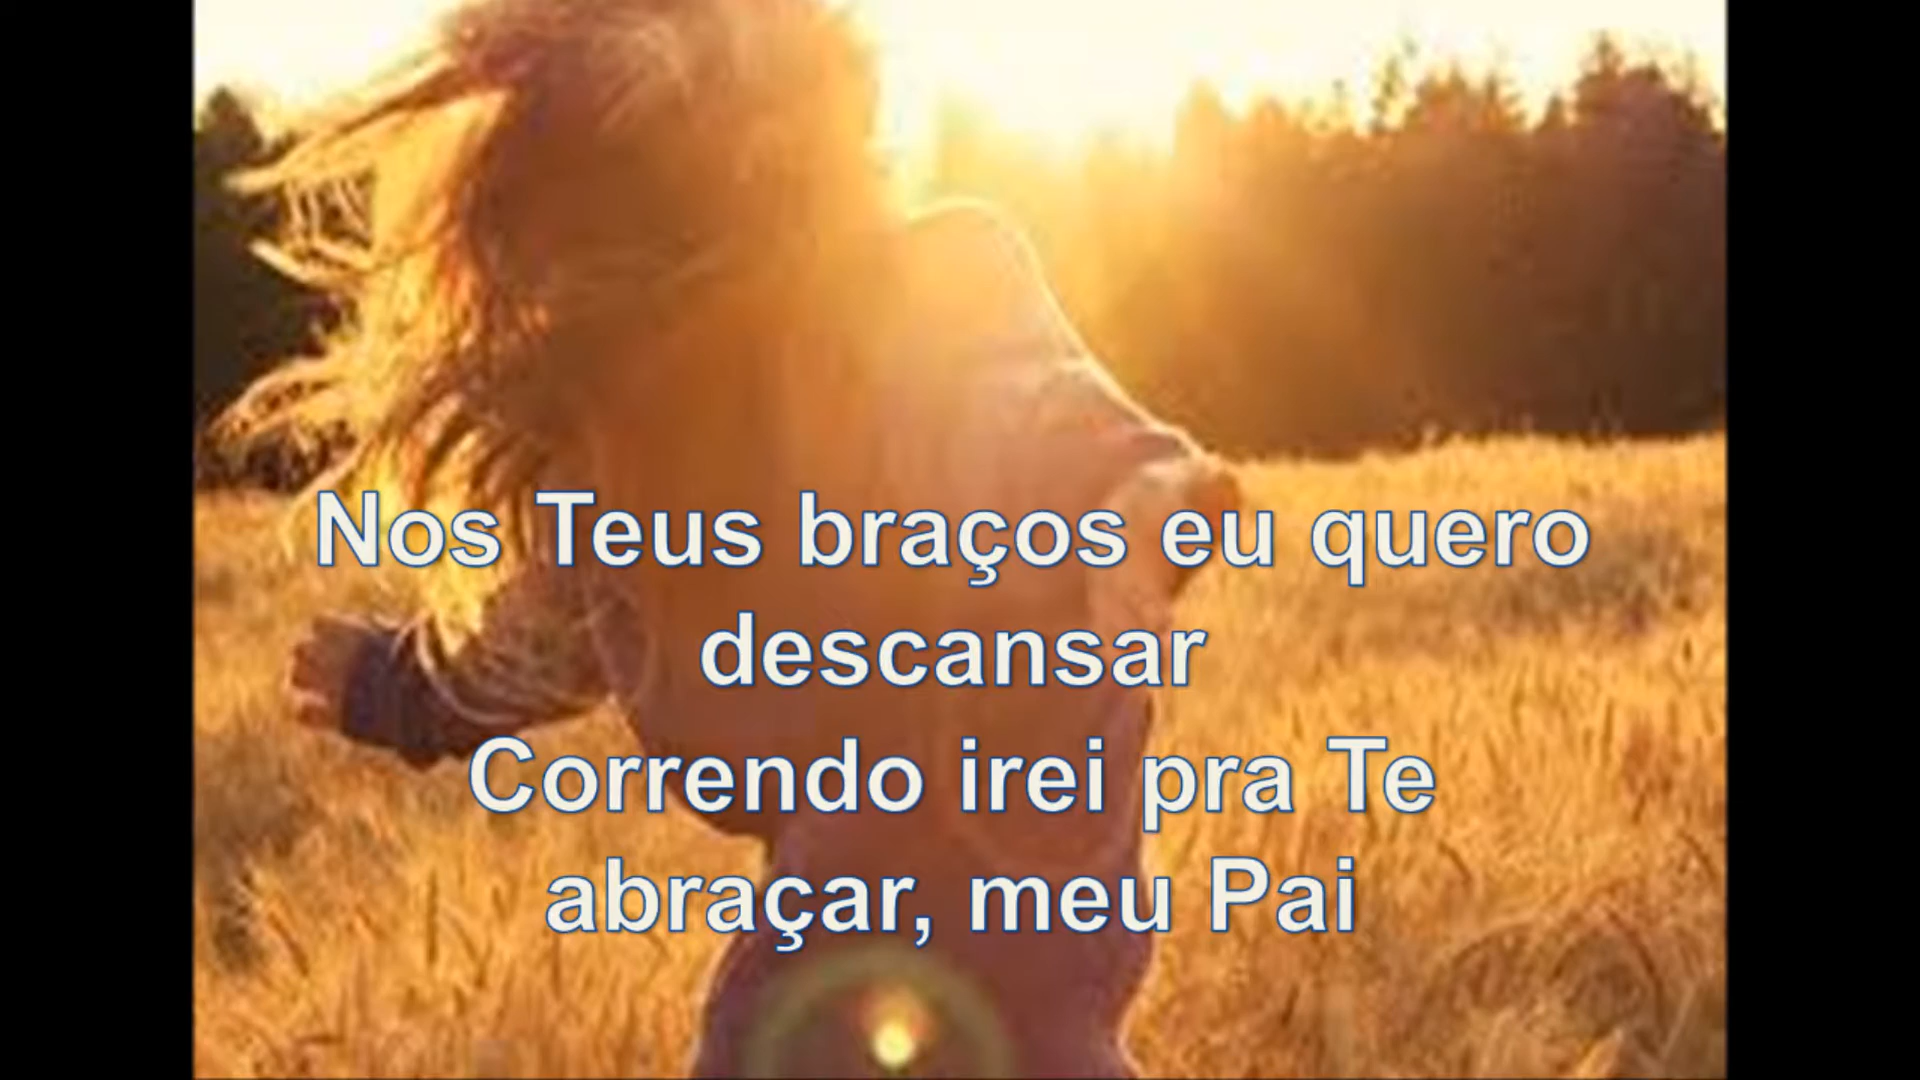 Nos Teus braços eu quero
descansar
Correndo irei pra Te
abraçar, meu Pai